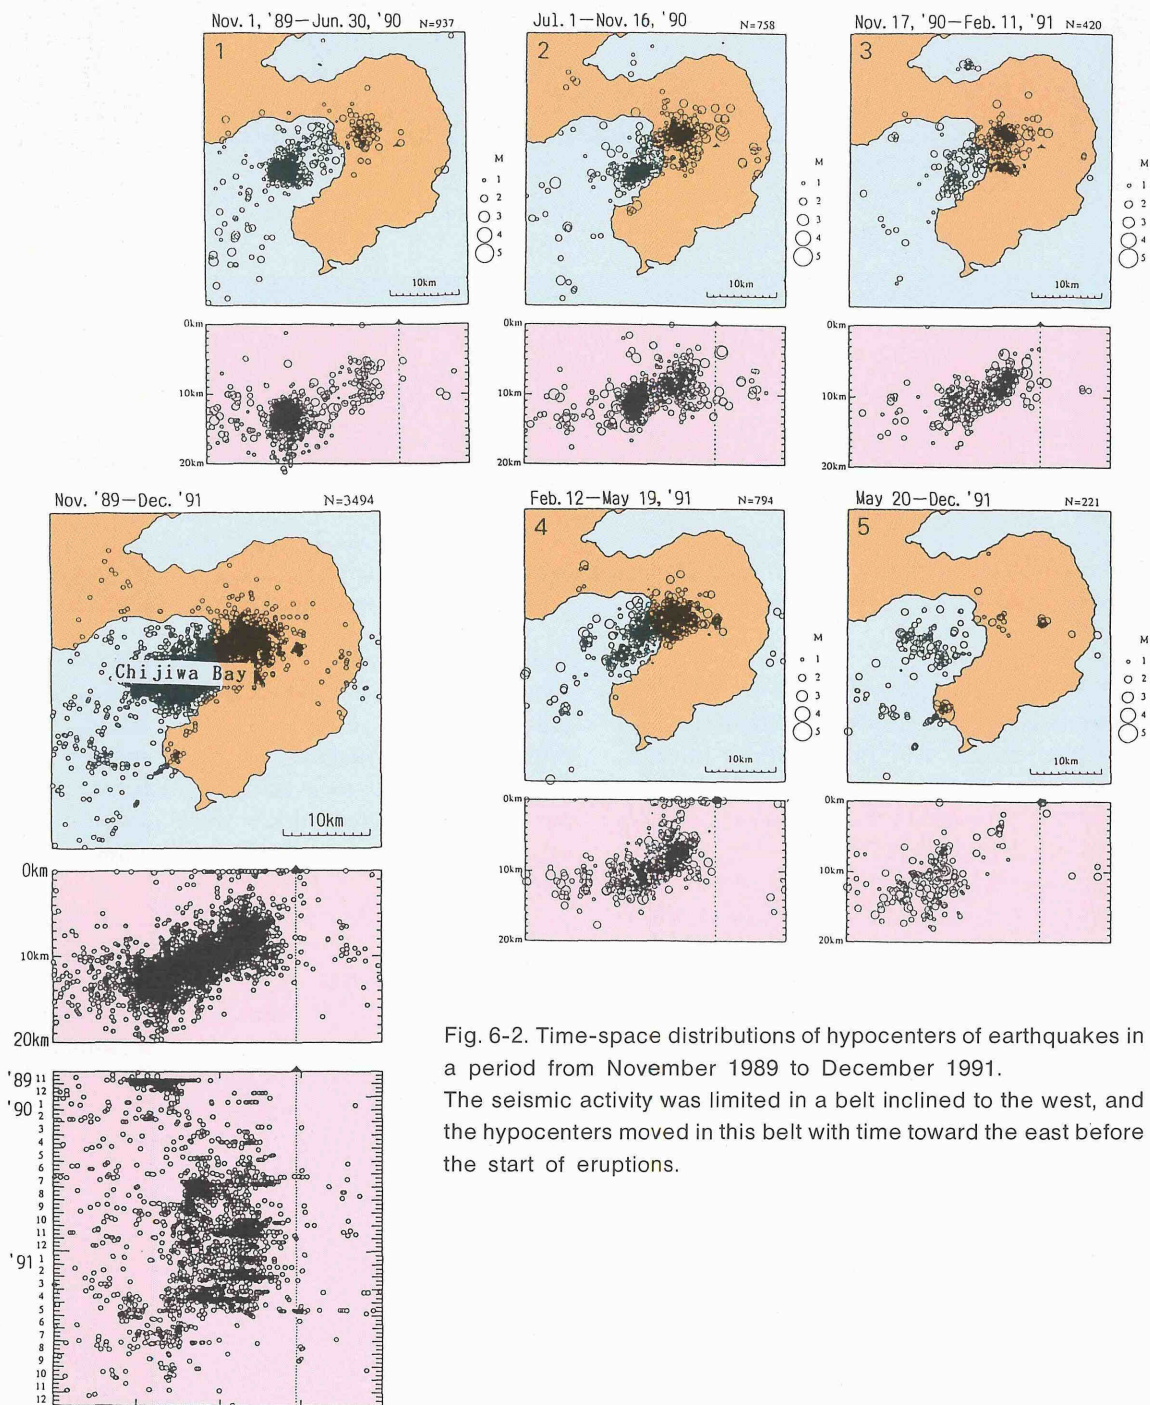 Nov. 1, '89—Jun. 30, '90 N=937
1
M
1
2
3
4
5
10km
0km
10km
20km
Jul. 1—Nov. 16, '90 N=758
2
M
1
2
3
4
5
10km
0km
10km
20km
Nov. 17, '90—Feb. 11, '91 N=420
3
M
1
2
3
4
5
10km
0km
10km
20km
Nov. '89—Dec. '91 N=3494
Chijiwa Bay
10km
0km
10km
20km
'89 11
12
'90 1
2
3
4
5
6
7
8
9
10
11
12
'91 1
2
3
4
5
6
7
8
9
10
11
12
Feb. 12—May 19, '91 N=794
4
M
1
2
3
4
5
10km
0km
10km
20km
May 20—Dec. '91 N=221
5
M
1
2
3
4
5
10km
0km
10km
20km
Fig. 6-2. Time-space distributions of hypocenters of earthquakes in
a period from November 1989 to December 1991.
The seismic activity was limited in a belt inclined to the west, and
the hypocenters moved in this belt with time toward the east before
the start of eruptions.